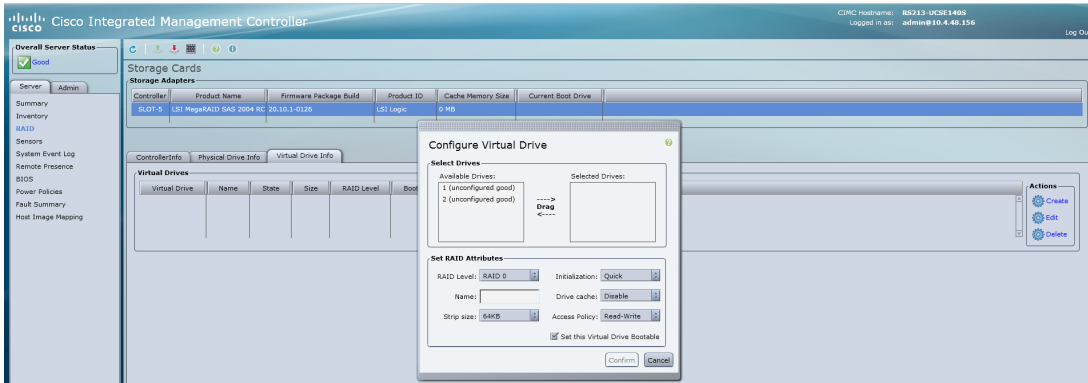 CISCO
Cisco Integrated Management Controller
CIMC Hostname: RS213-UCSE140S
Logged in as: admin@10.4.48.156
Log Ou
Overall Server Status
Good
Server Admin
Summary
Inventory
RAID
Sensors
System Event Log
Remote Presence
BIOS
Power Policies
Fault Summary
Host Image Mapping
Storage Cards
Storage Adapters
Controller Product Name Firmware Package Build Product ID Cache Memory Size Current Boot Drive
SLOT-5 LSI MegaRAID SAS 2004 RC 20.10.1-0126 LSI Logic 0 MB
ControllerInfo Physical Drive Info Virtual Drive Info
Virtual Drives
Virtual Drive Name State Size RAID Level Boot
Actions
Create
Edit
Delete
Configure Virtual Drive
Select Drives
Available Drives: Selected Drives:
1 (unconfigured good)
2 (unconfigured good)
---->
Drag
<----
Set RAID Attributes
RAID Level: RAID 0 Initialization: Quick
Name: Drive cache: Disable
Strip size: 64KB Access Policy: Read-Write
Set this Virtual Drive Bootable
Confirm Cancel